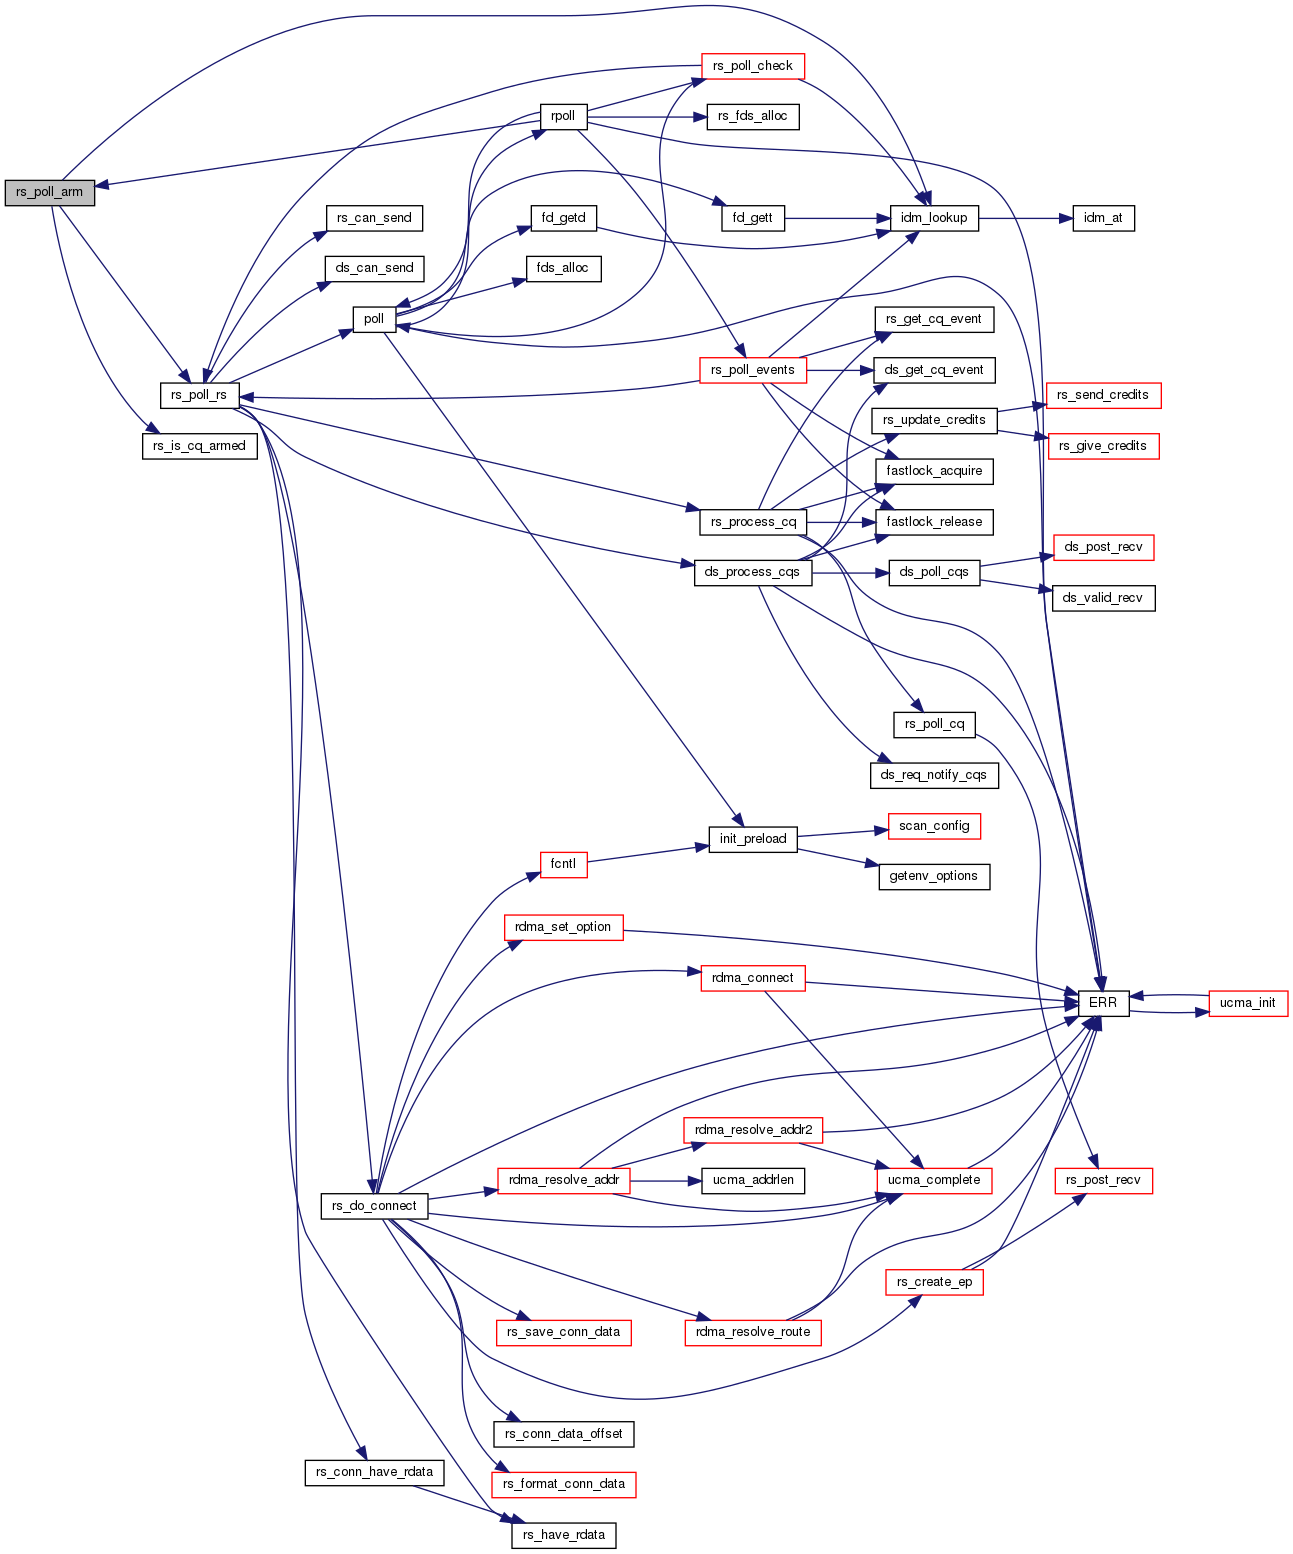 rs_poll_check
rpoll
rs_fds_alloc
rs_poll_arm
rs_can_send
fd_getd
fd_gett
idm_lookup
idm_at
ds_can_send
fds_alloc
poll
rs_get_cq_event
rs_poll_events
ds_get_cq_event
rs_poll_rs
rs_send_credits
rs_update_credits
rs_is_cq_armed
rs_give_credits
fastlock_acquire
rs_process_cq
fastlock_release
ds_post_recv
ds_process_cqs
ds_poll_cqs
ds_valid_recv
rs_poll_cq
ds_req_notify_cqs
scan_config
init_preload
fcntl
getenv_options
rdma_set_option
rdma_connect
ERR
ucma_init
rdma_resolve_addr2
rdma_resolve_addr
ucma_addrlen
ucma_complete
rs_post_recv
rs_do_connect
rs_create_ep
rs_save_conn_data
rdma_resolve_route
rs_conn_data_offset
rs_conn_have_rdata
rs_format_conn_data
rs_have_rdata